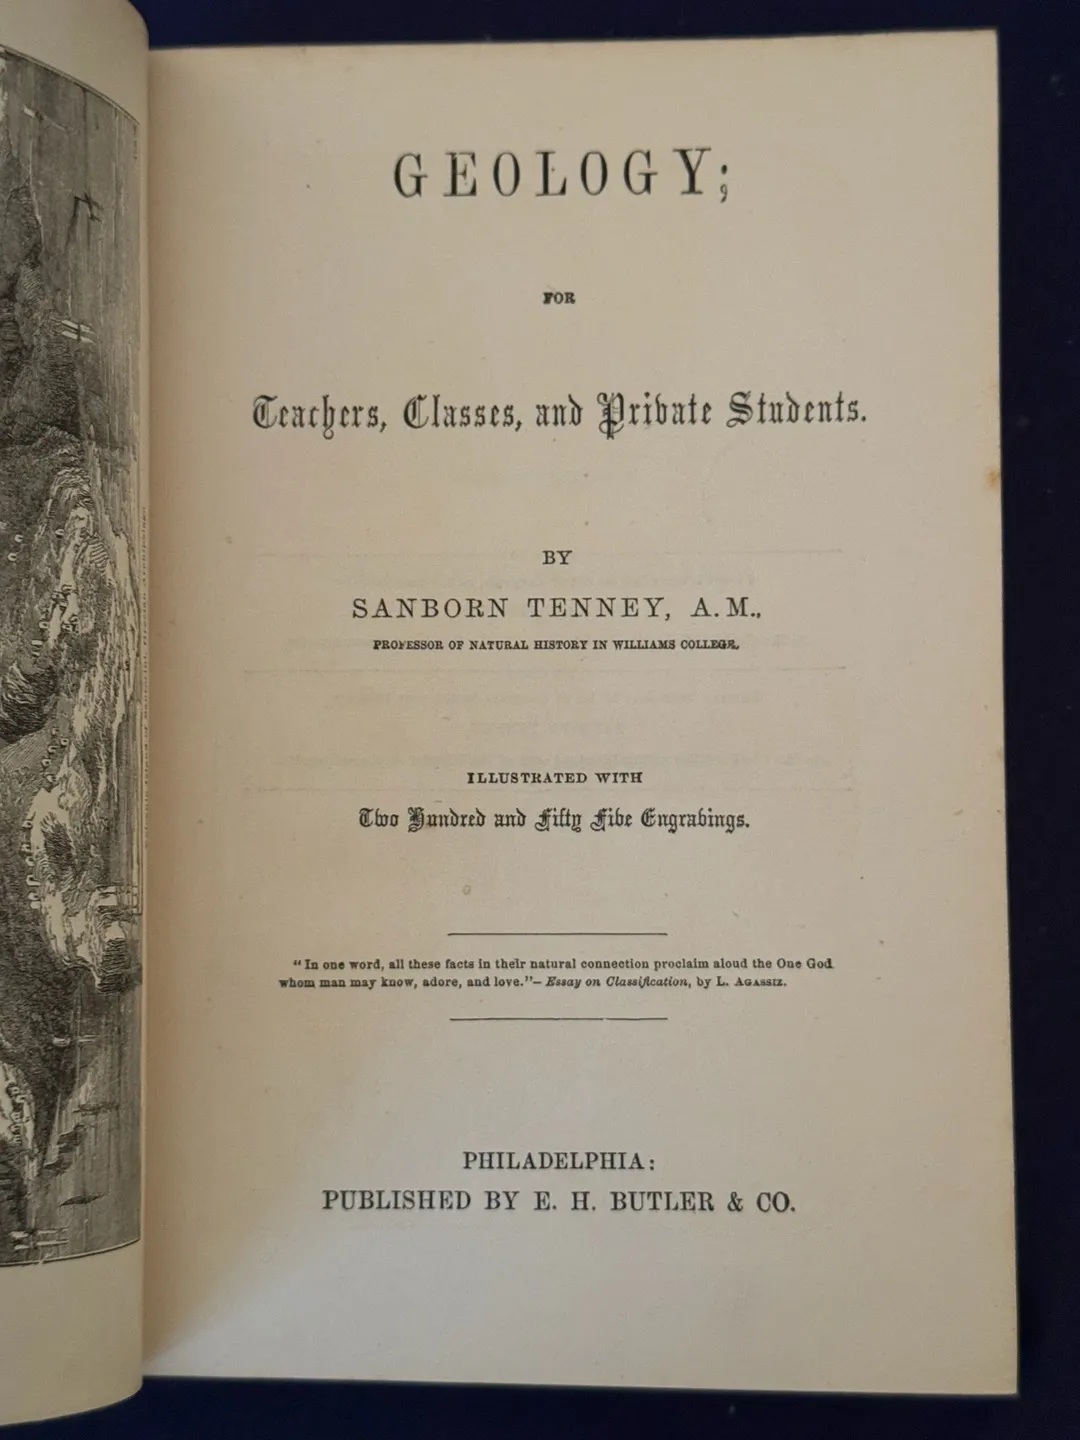 GEOLOGY;
FOR
Teachers, Classes, and Private Students.
BY
SANBORN TENNEY, A.M.,
PROFESSOR OF NATURAL HISTORY IN WILLIAMS COLLEGE,
ILLUSTRATED WITH
Two Hundred and Fifty Five Engravings.
"In one word, all these facts in their natural connection proclaim aloud the One God
whom man may know, adore, and love."—Essay on Classification, by L. AGASSIZ.
PHILADELPHIA:
PUBLISHED BY E. H. BUTLER & CO.